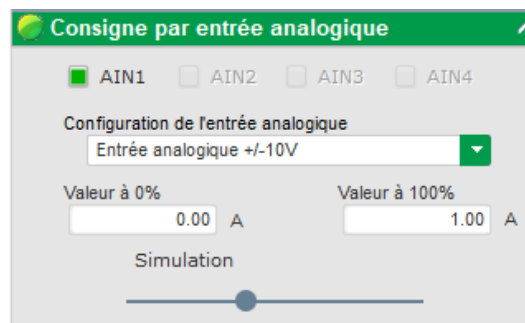 Consigne par entrée analogique
AIN1 AIN2 AIN3 AIN4
Configuration de l'entrée analogique
Entrée analogique +/-10V
Valeur à 0% Valeur à 100%
0.00 A 1.00 A
Simulation